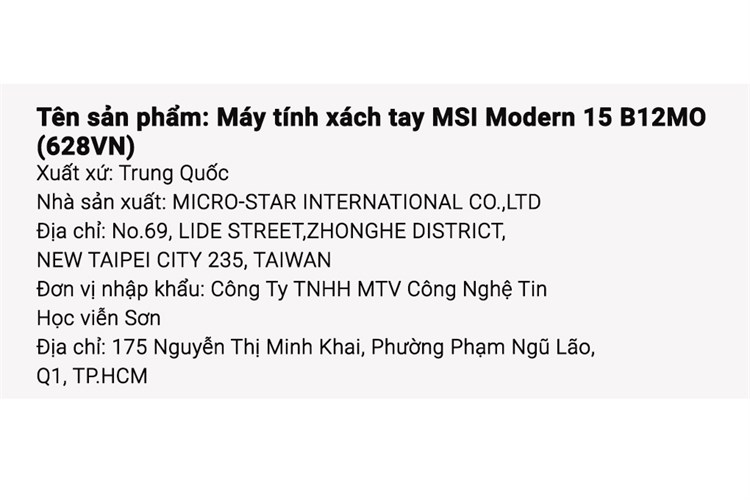 Tên sản phẩm: Máy tính xách tay MSI Modern 15 B12MO
(628VN)
Xuất xứ: Trung Quốc
Nhà sản xuất: MICRO-STAR INTERNATIONAL CO.,LTD
Địa chỉ: No.69, LIDE STREET,ZHONGHE DISTRICT,
NEW TAIPEI CITY 235, TAIWAN
Đơn vị nhập khẩu: Công Ty TNHH MTV Công Nghệ Tin
Học viễn Sơn
Địa chỉ: 175 Nguyễn Thị Minh Khai, Phường Phạm Ngũ Lão,
Q1, TP.HCM